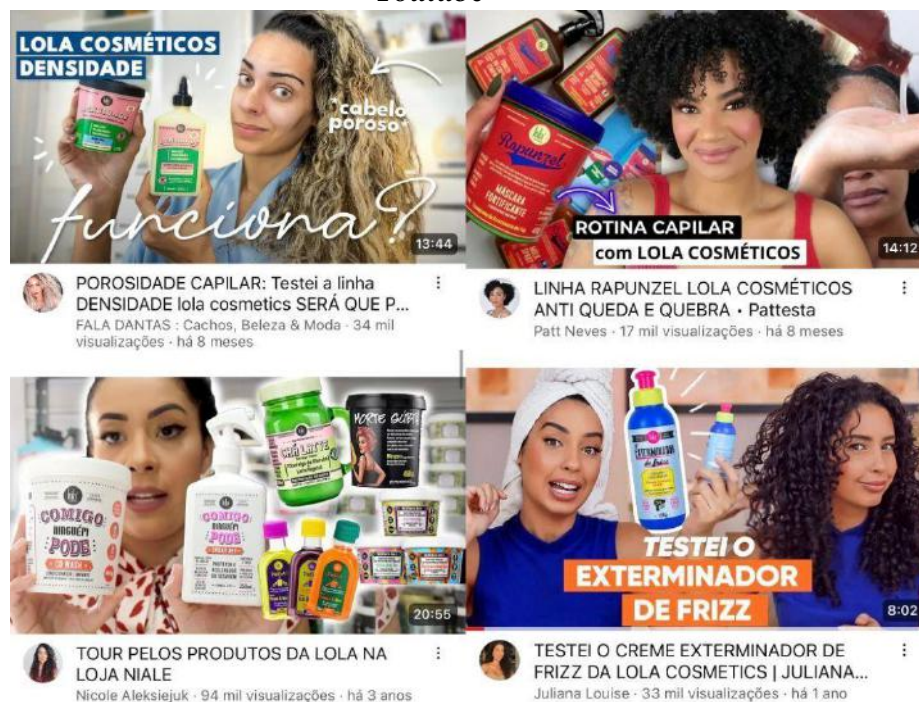 LOLA COSMÉTICOS
DENSIDADE
*cabelo
poroso*
funciona?
13:44
POROSIDADE CAPILAR: Testei a linha
DENSIDADE lola cosmetics SERÁ QUE P...
FALA DANTAS : Cachos, Beleza & Moda · 34 mil
visualizações · há 8 meses
Rapunzel
MÁSCARA
FORTIFICANTE
ROTINA CAPILAR
com LOLA COSMÉTICOS
14:12
LINHA RAPUNZEL LOLA COSMÉTICOS
ANTI QUEDA E QUEBRA • Pattesta
Patt Neves · 17 mil visualizações · há 8 meses
COMIGO
NINGUÉM
PODE
CO WASH
COMIGO
NINGUÉM
PODE
CHÁ LATTE
MORTE SÚBITA
20:55
TOUR PELOS PRODUTOS DA LOLA NA
LOJA NIALE
Nicole Aleksiejuk · 94 mil visualizações · há 3 anos
EXTERMINADOR
TESTEI O
EXTERMINADOR
DE FRIZZ
8:02
TESTEI O CREME EXTERMINADOR DE
FRIZZ DA LOLA COSMETICS | JULIANA...
Juliana Louise · 33 mil visualizações · há 1 ano